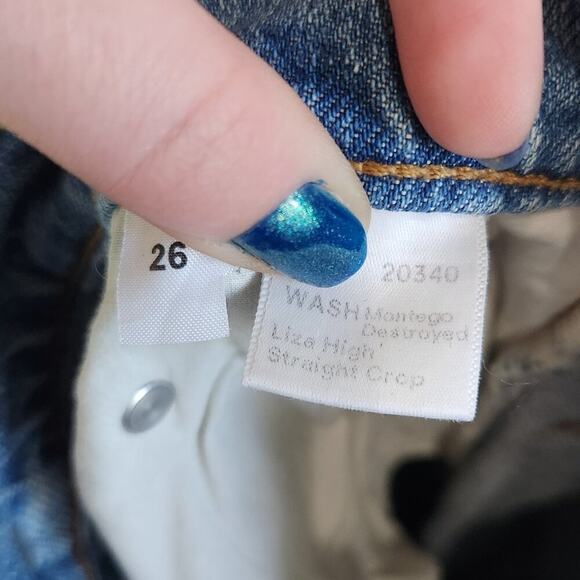 26
20340
WASH Montego
Destroyed
Liza High
Straight Crop